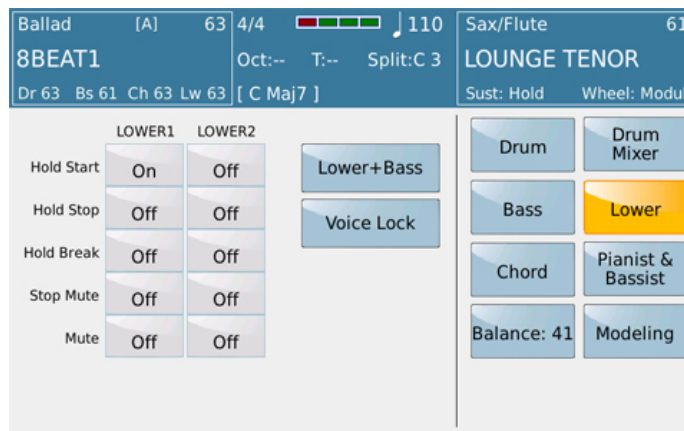 Ballad [A] 63 4/4 110 Sax/Flute 61
8BEAT1 Oct:-- T:-- Split:C 3 LOUNGE TENOR
Dr 63 Bs 61 Ch 63 Lw 63 [ C Maj7 ] Sust: Hold Wheel: Modul
LOWER1 LOWER2
Hold Start On Off
Hold Stop Off Off
Hold Break Off Off
Stop Mute Off Off
Mute Off Off
Lower+Bass
Voice Lock
Drum
Drum
Mixer
Bass
Lower
Chord
Pianist &
Bassist
Balance: 41
Modeling